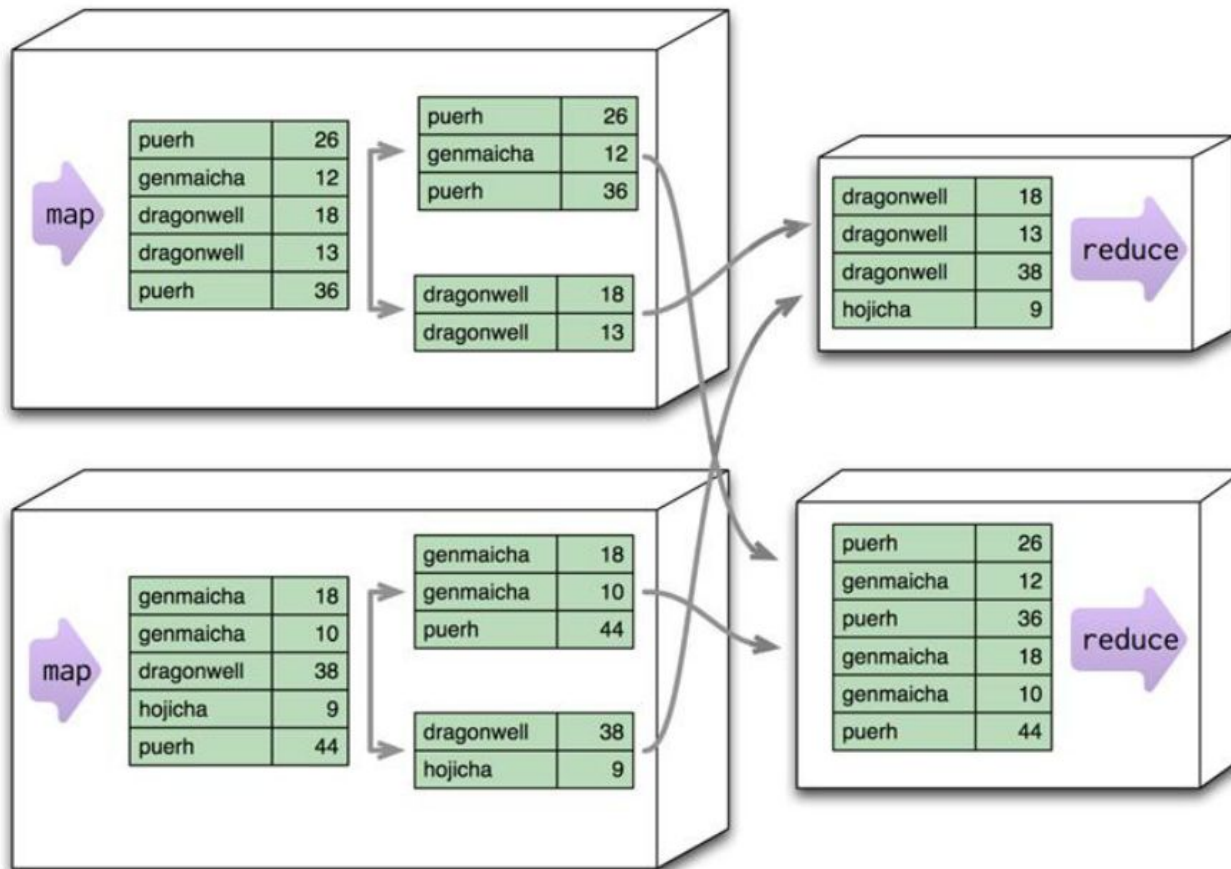 map
puerh 26
genmaicha 12
dragonwell 18
dragonwell 13
puerh 36
puerh 26
genmaicha 12
puerh 36
dragonwell 18
dragonwell 13
dragonwell 18
dragonwell 13
dragonwell 38
hojicha 9
reduce
map
genmaicha 18
genmaicha 10
dragonwell 38
hojicha 9
puerh 44
genmaicha 18
genmaicha 10
puerh 44
dragonwell 38
hojicha 9
puerh 26
genmaicha 12
puerh 36
genmaicha 18
genmaicha 10
puerh 44
reduce